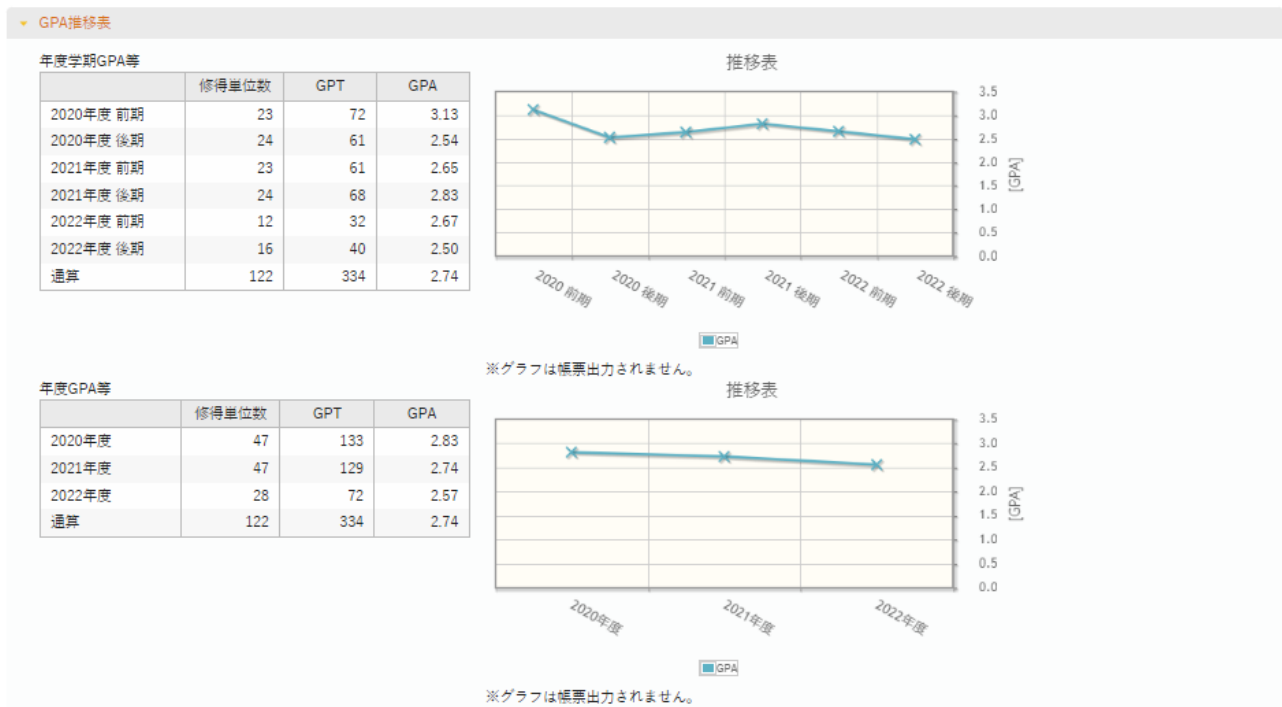 GPA推移表
年度学期GPA等
修得単位数 GPT GPA
2020年度 前期 23 72 3.13
2020年度 後期 24 61 2.54
2021年度 前期 23 61 2.65
2021年度 後期 24 68 2.83
2022年度 前期 12 32 2.67
2022年度 後期 16 40 2.50
通算 122 334 2.74
推移表
3.5
3.0
2.5
2.0
1.5
1.0
0.5
0.0
[GPA]
2020 前期 2020 後期 2021 前期 2021 後期 2022 前期 2022 後期
GPA
※グラフは帳票出力されません。
年度GPA等
修得単位数 GPT GPA
2020年度 47 133 2.83
2021年度 47 129 2.74
2022年度 28 72 2.57
通算 122 334 2.74
推移表
3.5
3.0
2.5
2.0
1.5
1.0
0.5
0.0
[GPA]
2020年度 2021年度 2022年度
GPA
※グラフは帳票出力されません。